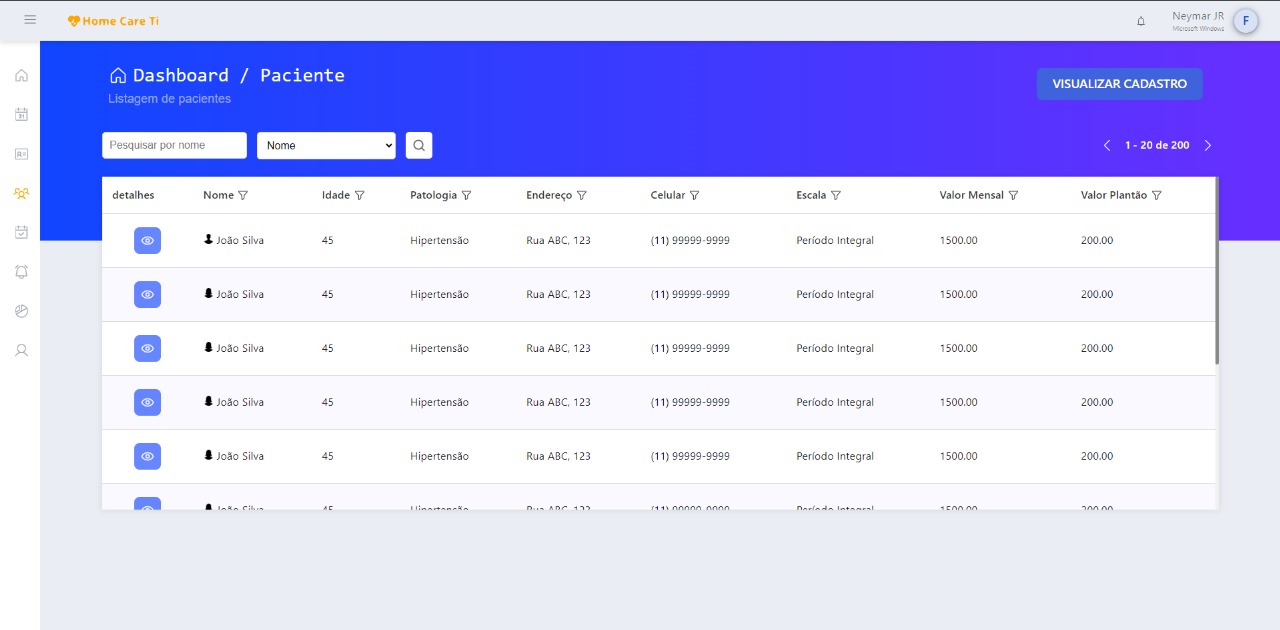 Home Care Ti
Neymar JR
Microsoft Windows
F
Dashboard / Paciente
Listagem de pacientes
VISUALIZAR CADASTRO
Pesquisar por nome
Nome
1 - 20 de 200
detalhes Nome Idade Patologia Endereço Celular Escala Valor Mensal Valor Plantão
João Silva 45 Hipertensão Rua ABC, 123 (11) 99999-9999 Período Integral 1500.00 200.00
João Silva 45 Hipertensão Rua ABC, 123 (11) 99999-9999 Período Integral 1500.00 200.00
João Silva 45 Hipertensão Rua ABC, 123 (11) 99999-9999 Período Integral 1500.00 200.00
João Silva 45 Hipertensão Rua ABC, 123 (11) 99999-9999 Período Integral 1500.00 200.00
João Silva 45 Hipertensão Rua ABC, 123 (11) 99999-9999 Período Integral 1500.00 200.00
João Silva 45 Hipertensão Rua ABC, 123 (11) 99999-9999 Período Integral 1500.00 200.00